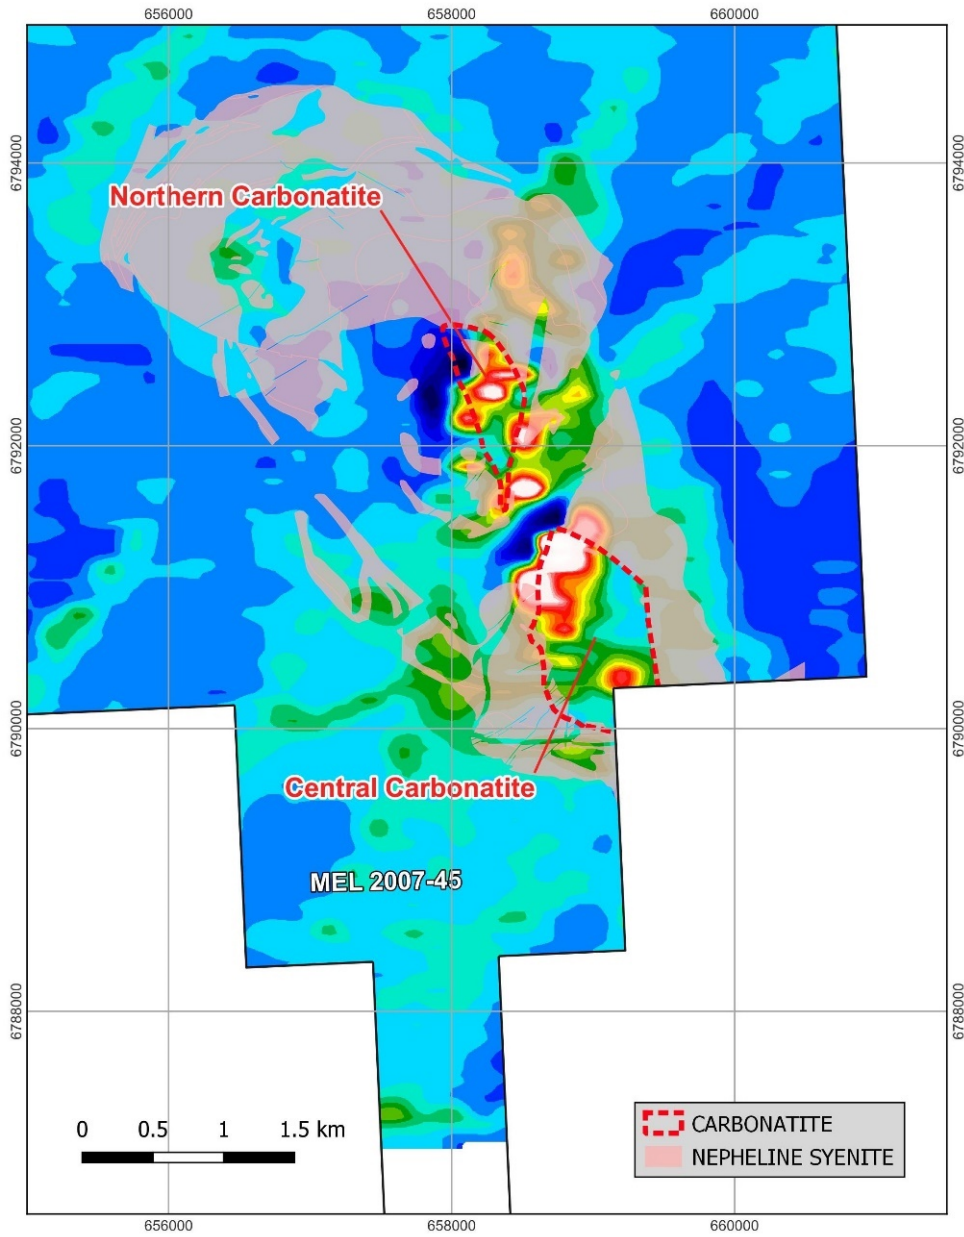 656000 658000 660000
6794000 6794000
Northern Carbonatite
6792000 6792000
6790000 6790000
Central Carbonatite
MEL 2007-45
6788000 6788000
0 0.5 1 1.5 km
CARBONATITE
NEPHELINE SYENITE
656000 658000 660000